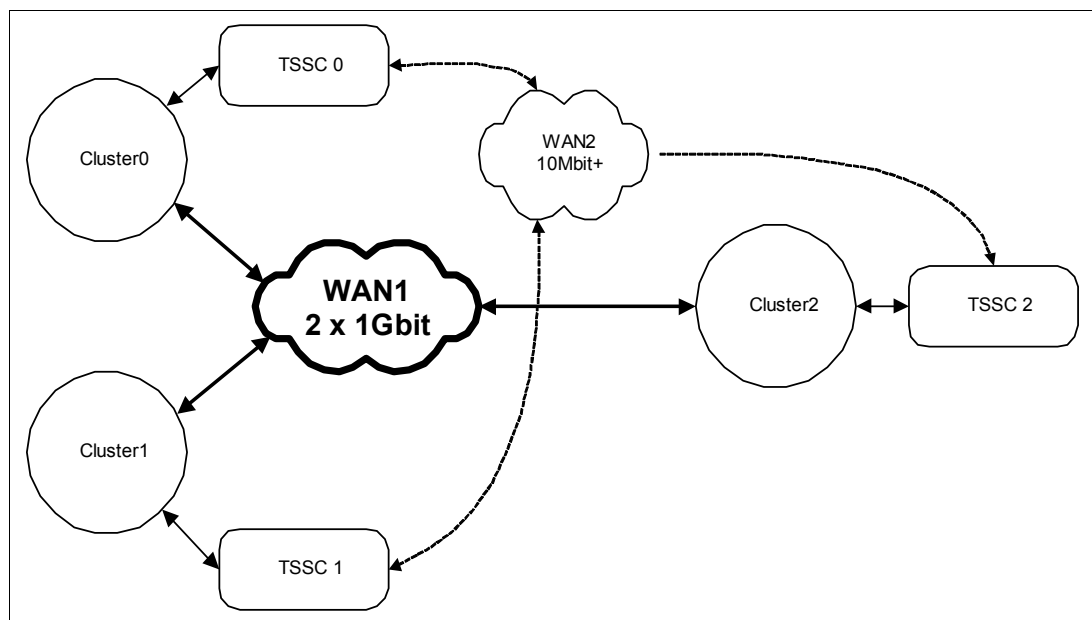 TSSC 0
Cluster0
WAN2
10Mbit+
WAN1
2 x 1Gbit
Cluster2
TSSC 2
Cluster1
TSSC 1